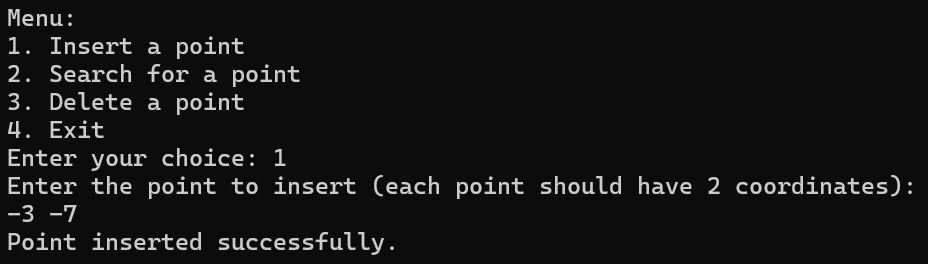 Menu:
1. Insert a point
2. Search for a point
3. Delete a point
4. Exit
Enter your choice: 1
Enter the point to insert (each point should have 2 coordinates):
-3 -7
Point inserted successfully.